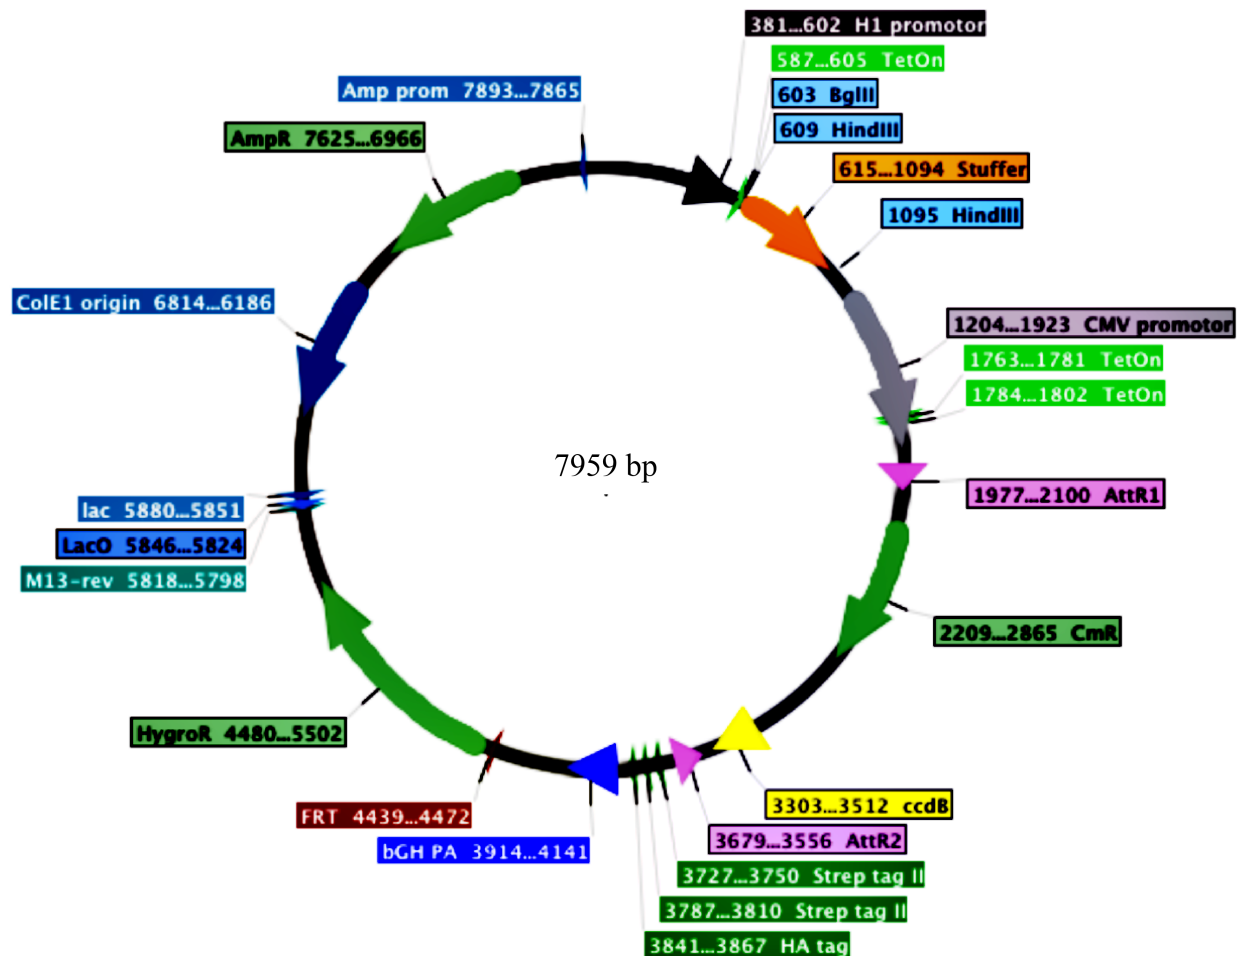 381...602 H1 promotor
587...605 TetOn
Amp prom 7893...7865
603 BglII
609 HindIII
AmpR 7625...6966
615...1094 Stuffer
1095 HindIII
ColE1 origin 6814...6186
1204...1923 CMV promotor
1763...1781 TetOn
1784...1802 TetOn
7959 bp
1977...2100 AttR1
lac 5880...5851
LacO 5846...5824
M13-rev 5818...5798
2209...2865 CmR
HygroR 4480...5502
3303...3512 ccdB
FRT 4439...4472
3679...3556 AttR2
bGH PA 3914...4141
3727...3750 Strep tag II
3787...3810 Strep tag II
3841...3867 HA tag